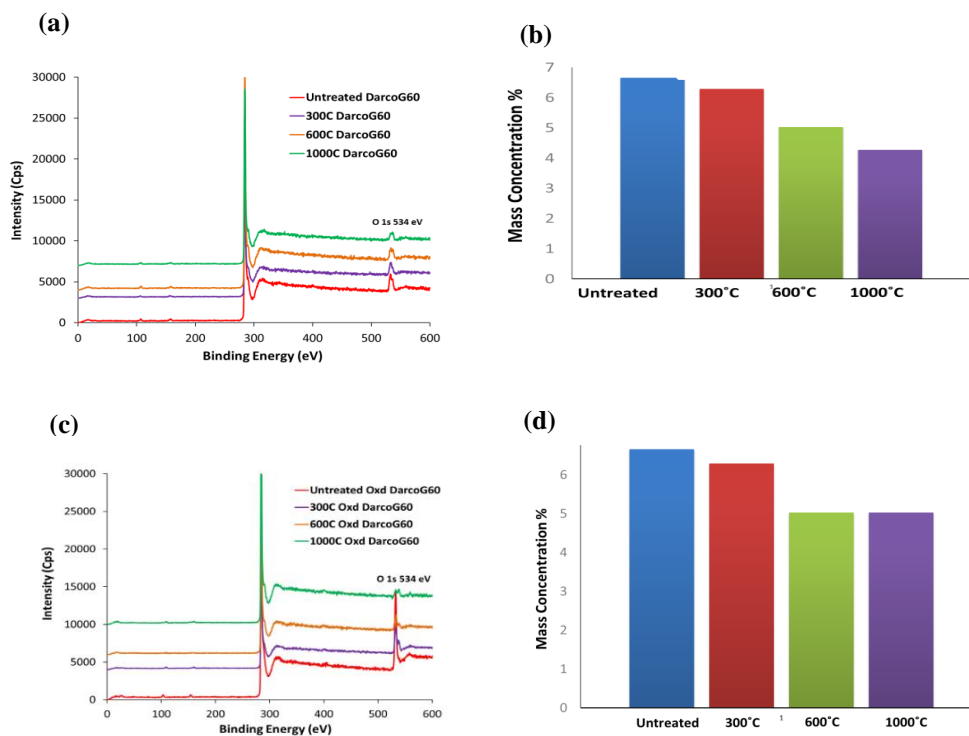 (a)
30000
25000
20000
15000
10000
5000
0
Intensity (Cps)
Untreated DarcoG60
300C DarcoG60
600C DarcoG60
1000C DarcoG60
O 1s 534 eV
0 100 200 300 400 500 600
Binding Energy (eV)
(b)
7
6
5
4
3
2
1
0
Mass Concentration %
Untreated 300°C 1600°C 1000°C
(c)
30000
25000
20000
15000
10000
5000
0
Intensity (Cps)
Untreated Oxd DarcoG60
300C Oxd DarcoG60
600C Oxd DarcoG60
1000C Oxd DarcoG60
O 1s 534 eV
0 100 200 300 400 500 600
Binding Energy (eV)
(d)
6
5
4
3
2
1
0
Mass Concentration %
Untreated 300°C 1 600°C 1000°C